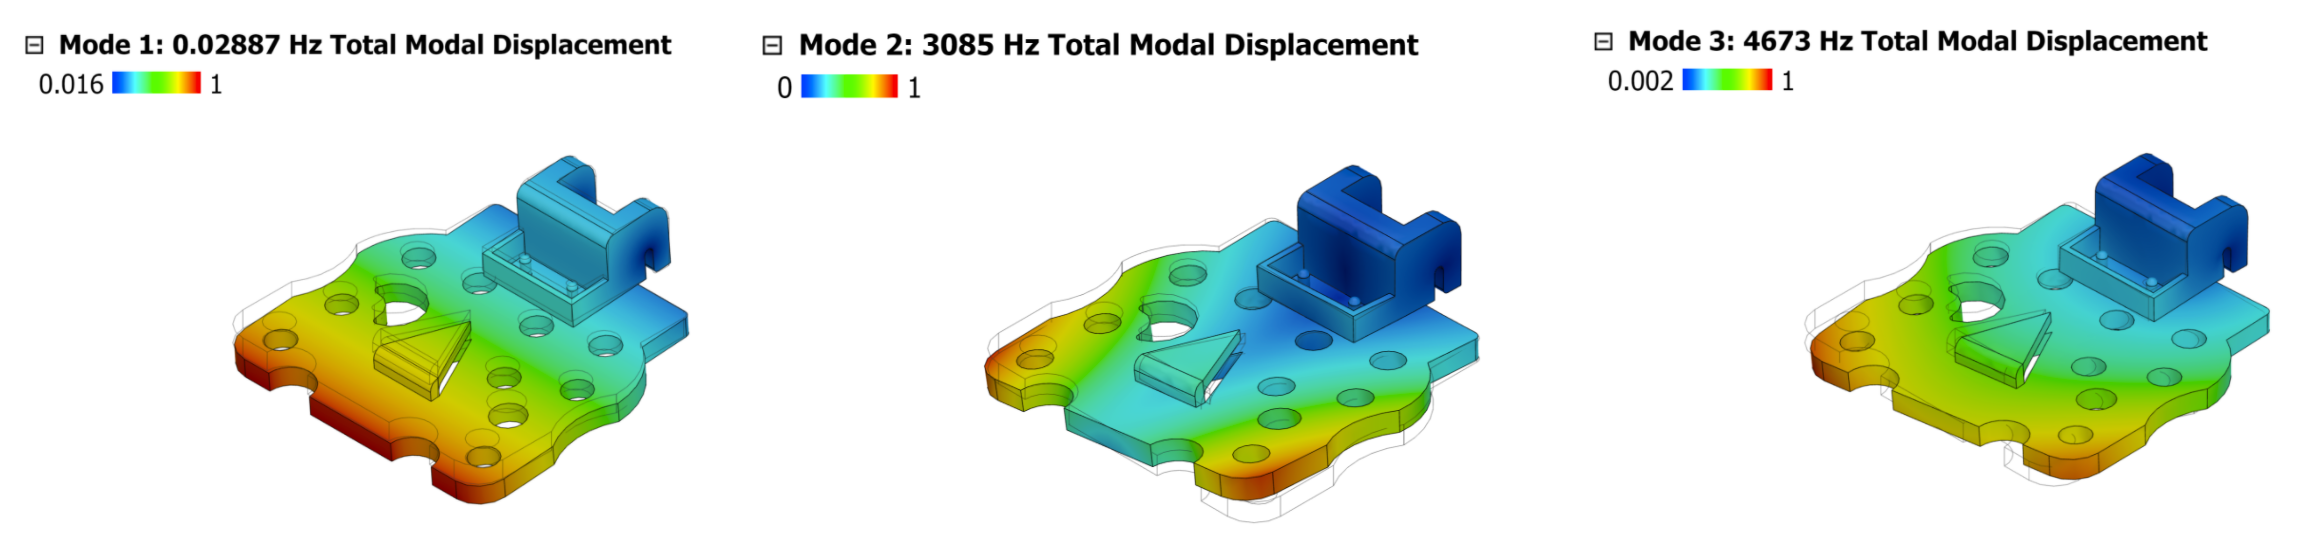 Mode 1: 0.02887 Hz Total Modal Displacement
0.016 1
Mode 2: 3085 Hz Total Modal Displacement
0 1
Mode 3: 4673 Hz Total Modal Displacement
0.002 1